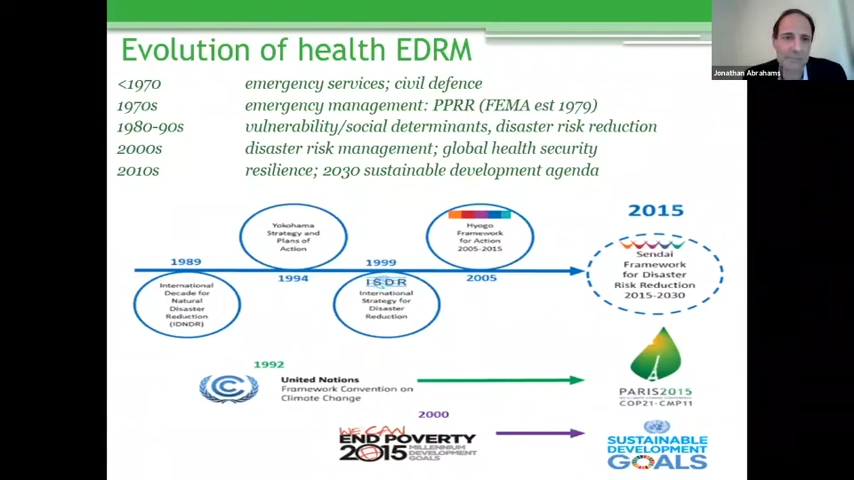 Evolution of health EDRM
Jonathan Abrahams
<1970 emergency services; civil defence
1970s emergency management: PPRR (FEMA est 1979)
1980-90s vulnerability/social determinants, disaster risk reduction
2000s disaster risk management; global health security
2010s resilience; 2030 sustainable development agenda
2015
Yokohama
Strategy and
Plans of
Action
Hyogo
Framework
for Action
2005-2015
Sendai
Framework
for Disaster
Risk Reduction
2015-2030
1989
1999
1994
2005
International
Decade for
Natural
Disaster
Reduction
(IDNDR)
ISDR
International
Strategy for
Disaster
Reduction
1992
United Nations
Framework Convention on
Climate Change
PARIS2015
COP21-CMP11
2000
WE CAN
END POVERTY
2015 MILLENNIUM
DEVELOPMENT
GOALS
SUSTAINABLE
DEVELOPMENT
GOALS